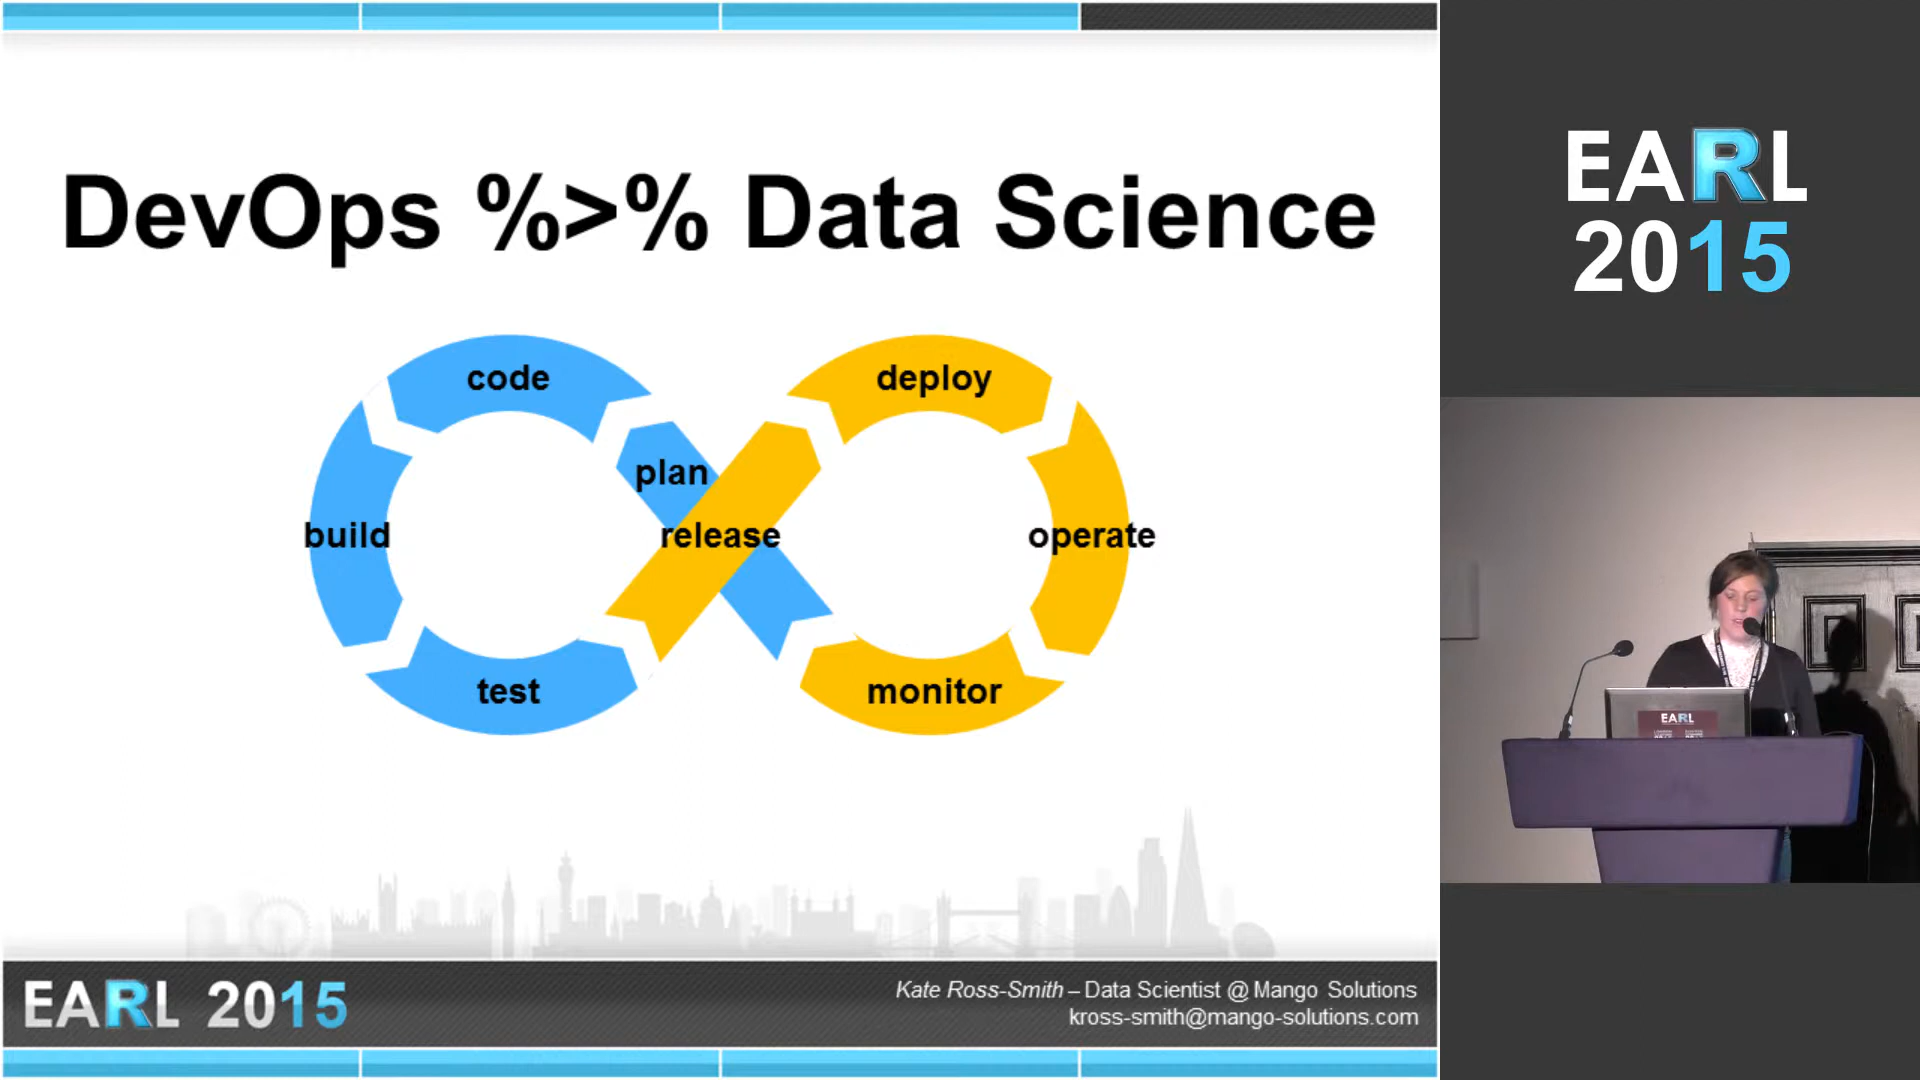 DevOps %>% Data Science
code
deploy
plan
build
release
operate
test
monitor
EARL 2015
Kate Ross-Smith – Data Scientist @ Mango Solutions
kross-smith@mango-solutions.com
EARL
2015
EARL